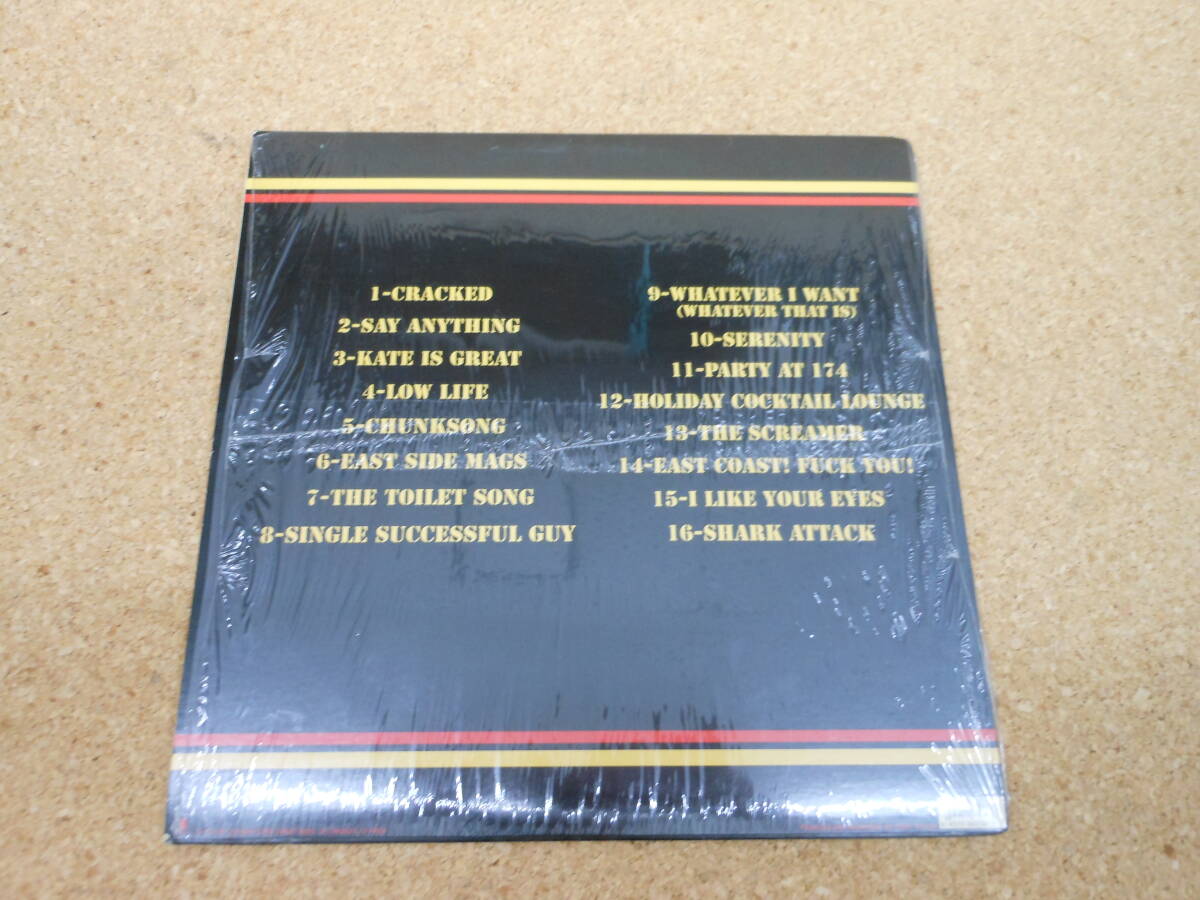 1-CRACKED
2-SAY ANYTHING
3-KATE IS GREAT
4-LOW LIFE
5-CHUNKSONG
6-EAST SIDE MAGS
7-THE TOILET SONG
8-SINGLE SUCCESSFUL GUY
9-WHATEVER I WANT
(WHATEVER THAT IS)
10-SERENITY
11-PARTY AT 174
12-HOLIDAY COCKTAIL LOUNGE
13-THE SCREAMER
14-EAST COAST! FUCK YOU!
15-I LIKE YOUR EYES
16-SHARK ATTACK